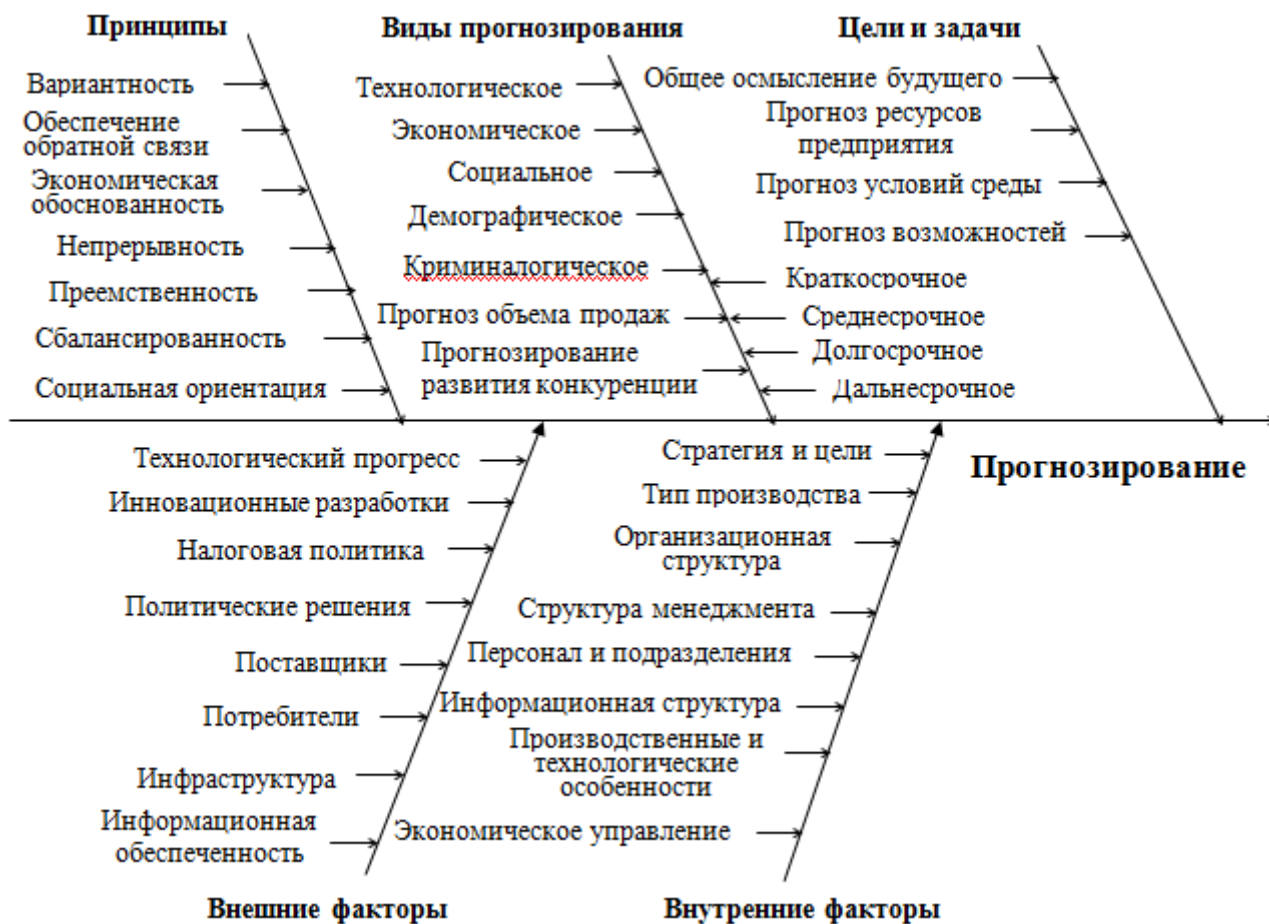 Принципы
Вариантность
Обеспечение
обратной связи
Экономическая
обоснованность
Непрерывность
Преемственность
Сбалансированность
Социальная ориентация
Виды прогнозирования
Технологическое
Экономическое
Социальное
Демографическое
Криминалогическое
Прогноз объема продаж
Прогнозирование
развития конкуренции
Краткосрочное
Среднесрочное
Долгосрочное
Дальнесрочное
Цели и задачи
Общее осмысление будущего
Прогноз ресурсов
предприятия
Прогноз условий среды
Прогноз возможностей
Прогнозирование
Технологический прогресс
Инновационные разработки
Налоговая политика
Политические решения
Поставщики
Потребители
Инфраструктура
Информационная
обеспеченность
Внешние факторы
Стратегия и цели
Тип производства
Организационная
структура
Структура менеджмента
Персонал и подразделения
Информационная структура
Производственные и
технологические
особенности
Экономическое управление
Внутренние факторы